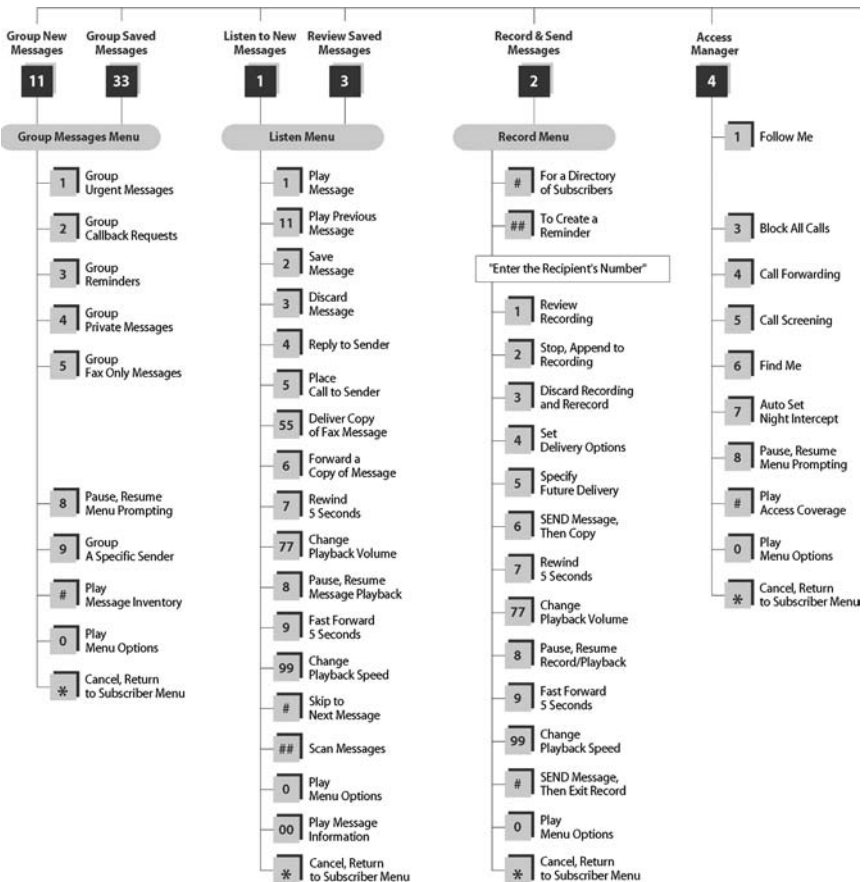 Group New
Messages
11
Group Saved
Messages
33
Group Messages Menu
1 Group
Urgent Messages
2 Group
Callback Requests
3 Group
Reminders
4 Group
Private Messages
5 Group
Fax Only Messages
8 Pause, Resume
Menu Prompting
9 Group
A Specific Sender
# Play
Message Inventory
0 Play
Menu Options
* Cancel, Return
to Subscriber Menu
Listen to New
Messages
1
Review Saved
Messages
3
Listen Menu
1 Play
Message
11 Play Previous
Message
2 Save
Message
3 Discard
Message
4 Reply to Sender
5 Place
Call to Sender
55 Deliver Copy
of Fax Message
6 Forward a
Copy of Message
7 Rewind
5 Seconds
77 Change
Playback Volume
8 Pause, Resume
Message Playback
9 Fast Forward
5 Seconds
99 Change
Playback Speed
# Skip to
Next Message
## Scan Messages
0 Play
Menu Options
00 Play Message
Information
* Cancel, Return
to Subscriber Menu
Record & Send
Messages
2
Record Menu
# For a Directory
of Subscribers
## To Create a
Reminder
"Enter the Recipient's Number"
1 Review
Recording
2 Stop, Append to
Recording
3 Discard Recording
and Rerecord
4 Set
Delivery Options
5 Specify
Future Delivery
6 SEND Message,
Then Copy
7 Rewind
5 Seconds
77 Change
Playback Volume
8 Pause, Resume
Record/Playback
9 Fast Forward
5 Seconds
99 Change
Playback Speed
# SEND Message,
Then Exit Record
0 Play
Menu Options
* Cancel, Return
to Subscriber Menu
Access
Manager
4
1 Follow Me
3 Block All Calls
4 Call Forwarding
5 Call Screening
6 Find Me
7 Auto Set
Night Intercept
8 Pause, Resume
Menu Prompting
# Play
Access Coverage
0 Play
Menu Options
* Cancel, Return
to Subscriber Menu